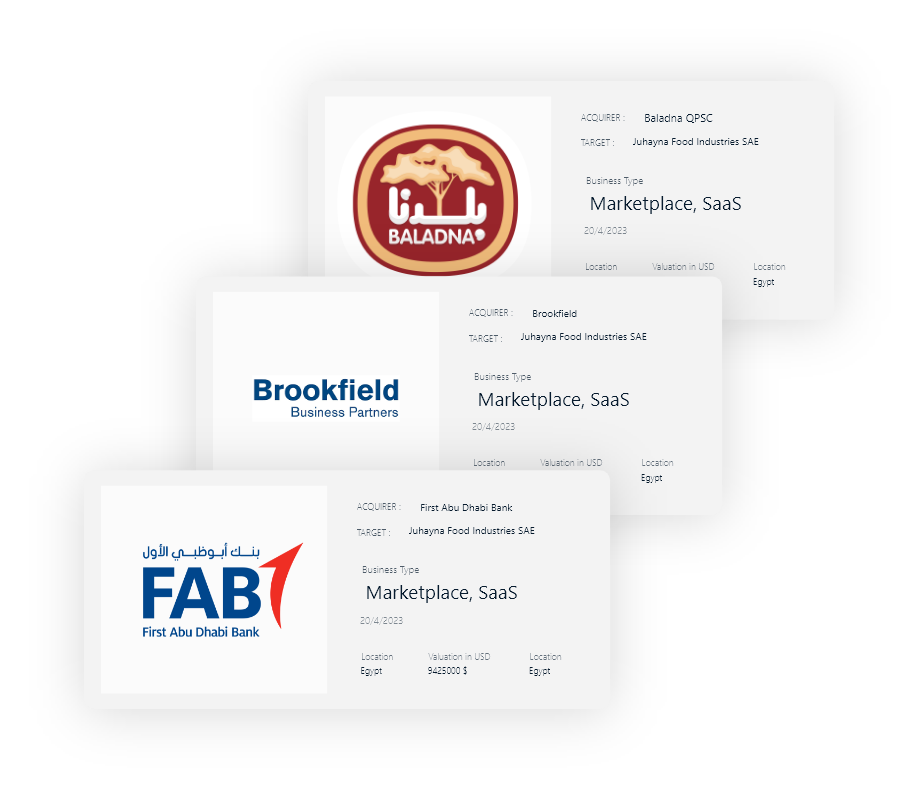 بلدنا
BALADNA
ACQUIRER : Baladna QPSC
TARGET : Juhayna Food Industries SAE
Business Type
Marketplace, SaaS
20/4/2023
Location Valuation in USD Location
Egypt
Brookfield
Business Partners
ACQUIRER : Brookfield
TARGET : Juhayna Food Industries SAE
Business Type
Marketplace, SaaS
20/4/2023
Location Valuation in USD Location
Egypt
بنك أبوظبي الأول
FAB
First Abu Dhabi Bank
ACQUIRER : First Abu Dhabi Bank
TARGET : Juhayna Food Industries SAE
Business Type
Marketplace, SaaS
20/4/2023
Location Valuation in USD Location
Egypt 9425000 $ Egypt